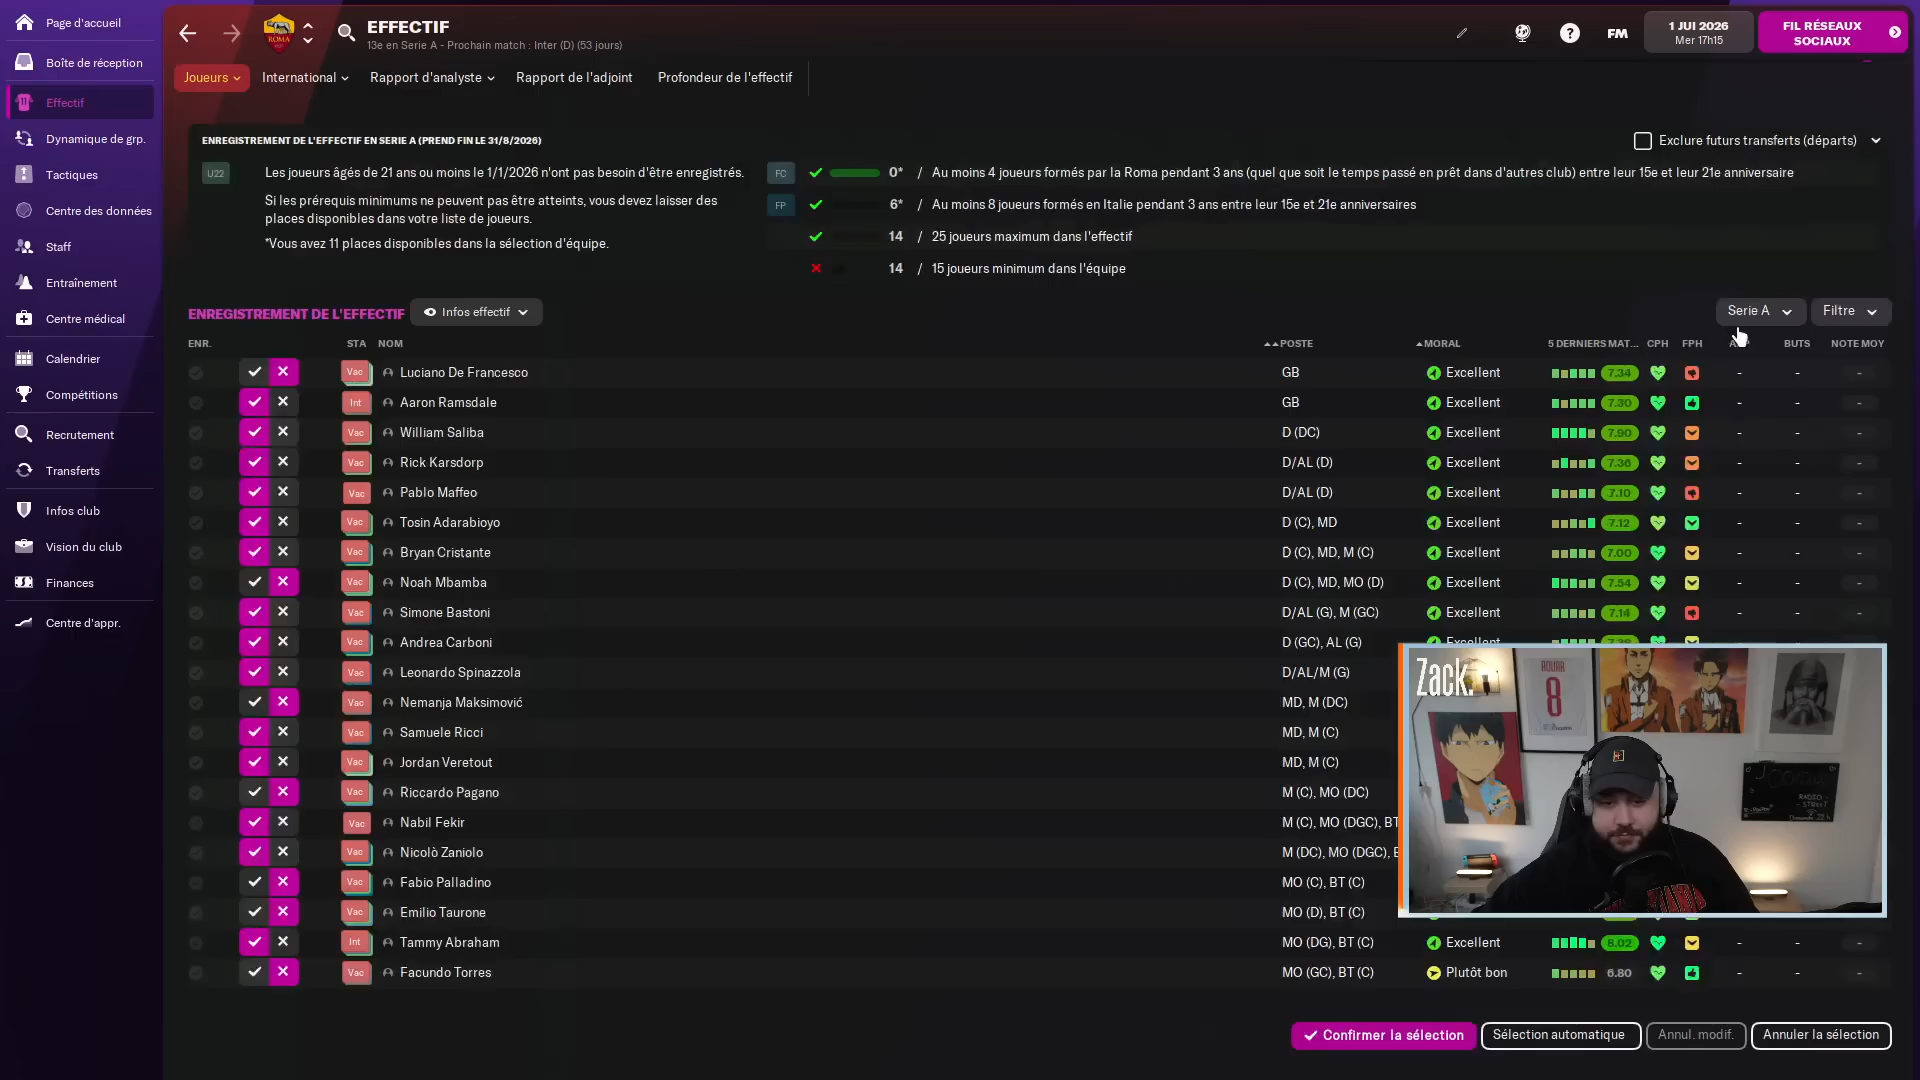 Page d'accueil
Boîte de réception
Effectif
Dynamique de grp.
Tactiques
Centre des données
Staff
Entraînement
Centre médical
Calendrier
Compétitions
Recrutement
Transferts
Infos club
Vision du club
Finances
Centre d'appr.
ROMA
EFFECTIF
13e en Serie A - Prochain match : Inter (D) (53 jours)
?
FM
1 JUI 2026
Mer 17h15
FIL RÉSEAUX
SOCIAUX
Joueurs
International
Rapport d'analyste
Rapport de l'adjoint
Profondeur de l'effectif
ENREGISTREMENT DE L'EFFECTIF EN SERIE A (PREND FIN LE 31/8/2026)
Exclure futurs transferts (départs)
U22
Les joueurs âgés de 21 ans ou moins le 1/1/2026 n'ont pas besoin d'être enregistrés.
Si les prérequis minimums ne peuvent pas être atteints, vous devez laisser des
places disponibles dans votre liste de joueurs.
*Vous avez 11 places disponibles dans la sélection d'équipe.
FC 0* / Au moins 4 joueurs formés par la Roma pendant 3 ans (quel que soit le temps passé en prêt dans d'autres club) entre leur 15e et leur 21e anniversaire
FP 6* / Au moins 8 joueurs formés en Italie pendant 3 ans entre leur 15e et 21e anniversaires
14 / 25 joueurs maximum dans l'effectif
14 / 15 joueurs minimum dans l'équipe
ENREGISTREMENT DE L'EFFECTIF
Infos effectif
Serie A
Filtre
ENR. STA NOM POSTE MORAL 5 DERNIERS MAT... CPH FPH BUTS NOTE MOY
Vac Luciano De Francesco GB Excellent 7.34 - - -
Int Aaron Ramsdale GB Excellent 7.30 - - -
Vac William Saliba D (DC) Excellent 7.90 - - -
Vac Rick Karsdorp D/AL (D) Excellent 7.36 - - -
Vac Pablo Maffeo D/AL (D) Excellent 7.10 - - -
Vac Tosin Adarabioyo D (C), MD Excellent 7.12 - - -
Vac Bryan Cristante D (C), MD, M (C) Excellent 7.00 - - -
Vac Noah Mbamba D (C), MD, MO (D) Excellent 7.54 - - -
Vac Simone Bastoni D/AL (G), M (GC) Excellent 7.14 - - -
Vac Andrea Carboni D (GC), AL (G) Excellent
Vac Leonardo Spinazzola D/AL/M (G)
Vac Nemanja Maksimović MD, M (DC)
Vac Samuele Ricci MD, M (C)
Vac Jordan Veretout MD, M (C)
Vac Riccardo Pagano M (C), MO (DC)
Vac Nabil Fekir M (C), MO (DGC), BT
Vac Nicolò Zaniolo M (DC), MO (DGC),
Vac Fabio Palladino MO (C), BT (C)
Vac Emilio Taurone MO (D), BT (C)
Int Tammy Abraham MO (DG), BT (C) Excellent 8.02 - - -
Vac Facundo Torres MO (GC), BT (C) Plutôt bon 6.80 - - -
Zack.
AOUAR
8
RADIO -
STREET
Confirmer la sélection
Sélection automatique
Annul. modif.
Annuler la sélection